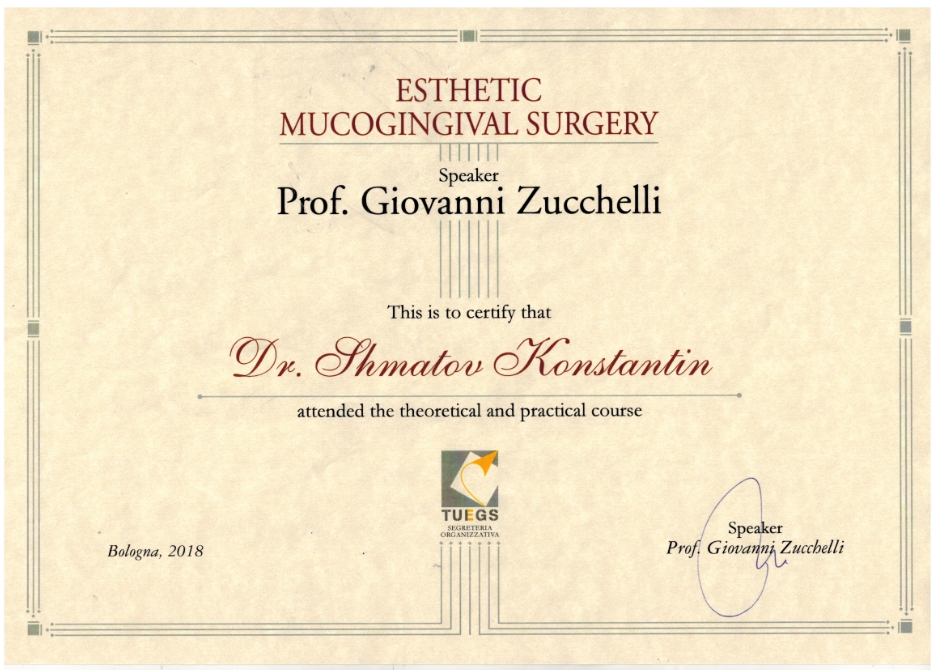 ESTHETIC
MUCOGINGIVAL SURGERY
Speaker
Prof. Giovanni Zucchelli
This is to certify that
Dr. Shmatov Konstantin
attended the theoretical and practical course
TUEGS
SEGRETERIA
ORGANIZZATIVA
Bologna, 2018
Speaker
Prof. Giovanni Zucchelli